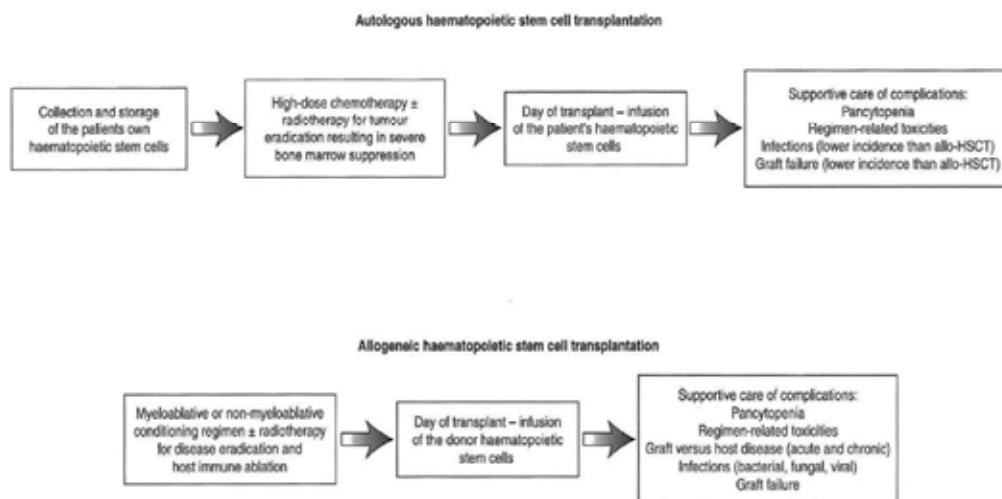 Autologous haematopoietic stem cell transplantation
Collection and storage
of the patients own
haematopoietic stem cells
High-dose chemotherapy ±
radiotherapy for tumour
eradication resulting in severe
bone marrow suppression
Day of transplant – infusion
of the patient's haematopoietic
stem cells
Supportive care of complications:
Pancytopenia
Regimen-related toxicities
Infections (lower incidence than allo-HSCT)
Graft failure (lower incidence than allo-HSCT)
Allogeneic haematopoietic stem cell transplantation
Myeloablative or non-myeloablative
conditioning regimen ± radiotherapy
for disease eradication and
host immune ablation
Day of transplant – infusion
of the donor haematopoietic
stem cells
Supportive care of complications:
Pancytopenia
Regimen-related toxicities
Graft versus host disease (acute and chronic)
Infections (bacterial, fungal, viral)
Graft failure